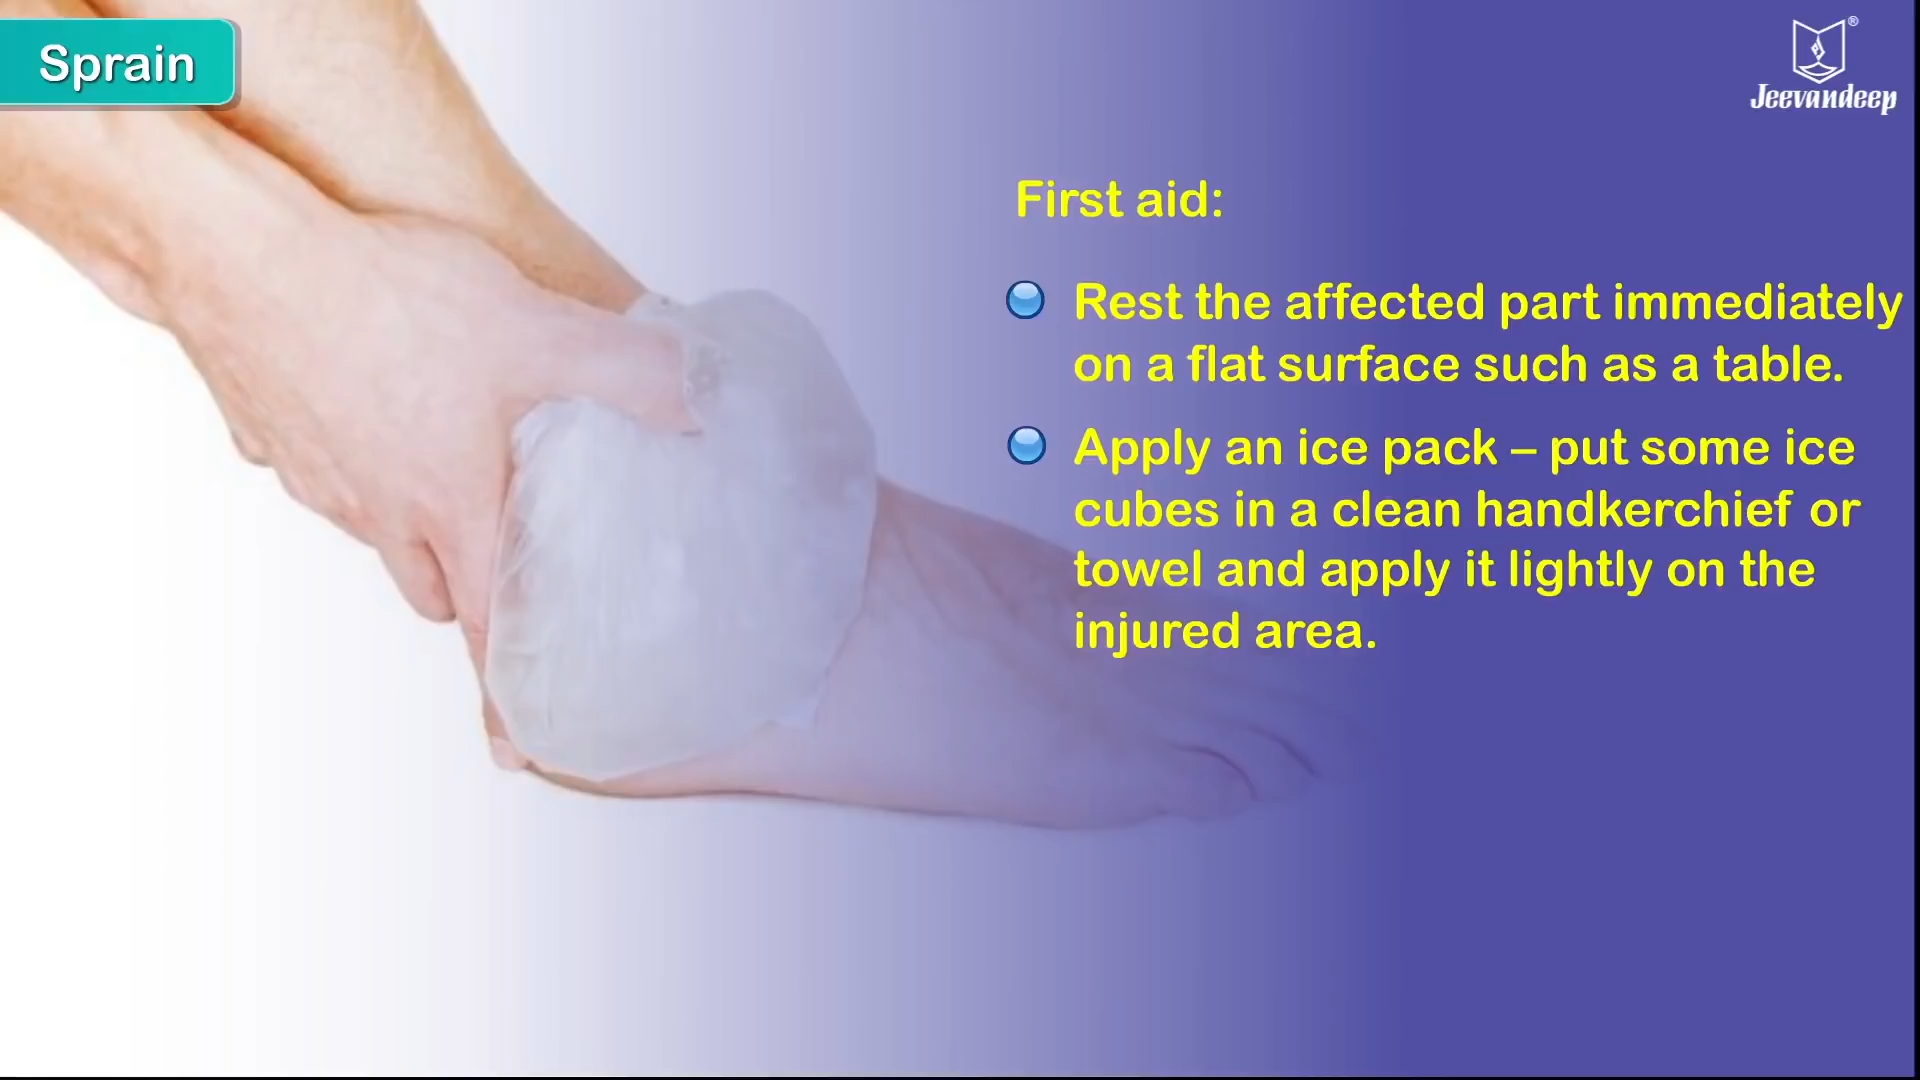 Sprain
®
Jeevandeep
First aid:
Rest the affected part immediately
on a flat surface such as a table.
Apply an ice pack – put some ice
cubes in a clean handkerchief or
towel and apply it lightly on the
injured area.